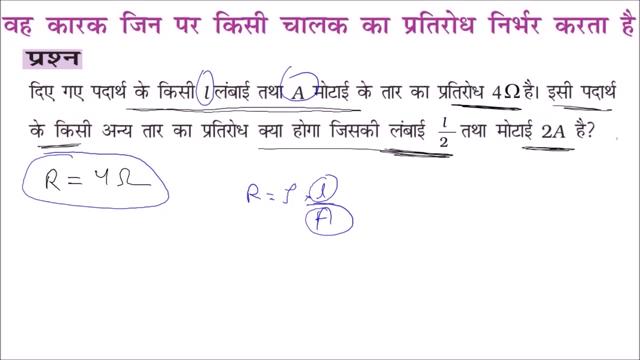 वह कारक जिन पर किसी चालक का प्रतिरोध निर्भर करता है
प्रश्न
दिए गए पदार्थ के किसी l लंबाई तथा A मोटाई के तार का प्रतिरोध 4Ω है। इसी पदार्थ
के किसी अन्य तार का प्रतिरोध क्या होगा जिसकी लंबाई l/2 तथा मोटाई 2A है?
R = 4Ω
R = ρ × l/A